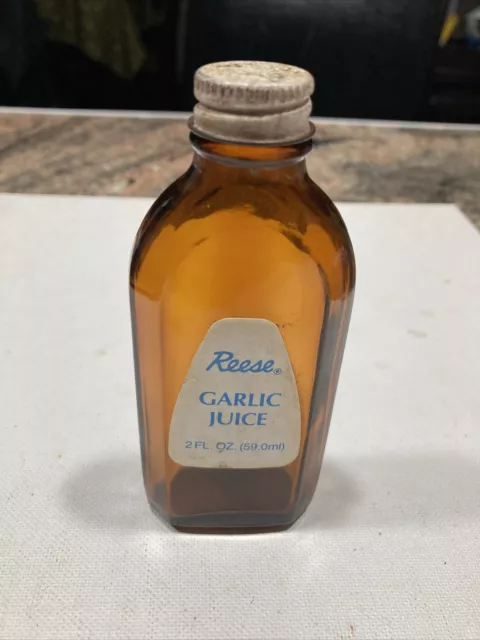 Reese®
GARLIC
JUICE
2 FL. OZ. (59.0ml)